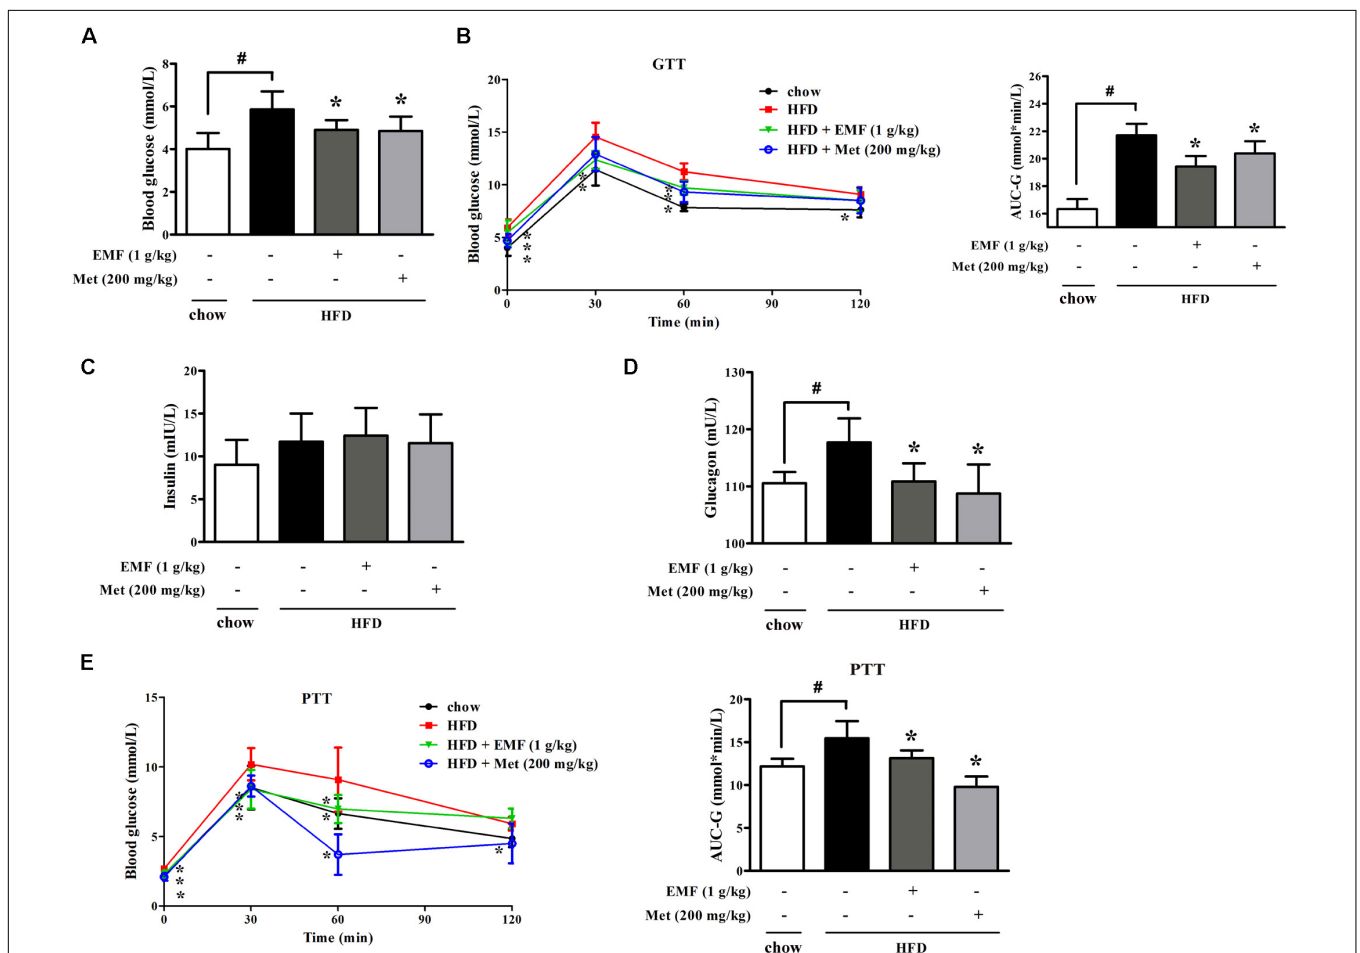 A
Blood glucose (mmol/L)
8
6
4
2
0
#
*
*
EMF (1 g/kg) - - + -
Met (200 mg/kg) - - - +
chow HFD
B
GTT
Blood glucose (mmol/L)
20
15
10
5
0
chow
HFD
HFD + EMF (1 g/kg)
HFD + Met (200 mg/kg)
* *
* * *
*
* * *
0 30 60 90 120
Time (min)
AUC-G (mmol*min/L)
26
24
22
20
18
16
#
*
*
EMF (1 g/kg) - - + -
Met (200 mg/kg) - - - +
chow HFD
C
Insulin (mIU/L)
20
15
10
5
0
EMF (1 g/kg) - - + -
Met (200 mg/kg) - - - +
chow HFD
D
Glucagon (mU/L)
130
120
110
100
#
*
*
EMF (1 g/kg) - - + -
Met (200 mg/kg) - - - +
chow HFD
E
PTT
Blood glucose (mmol/L)
15
10
5
0
chow
HFD
HFD + EMF (1 g/kg)
HFD + Met (200 mg/kg)
* * *
* *
*
*
* * *
0 30 60 90 120
Time (min)
PTT
AUC-G (mmol*min/L)
20
15
10
5
0
#
*
*
EMF (1 g/kg) - - + -
Met (200 mg/kg) - - - +
chow HFD